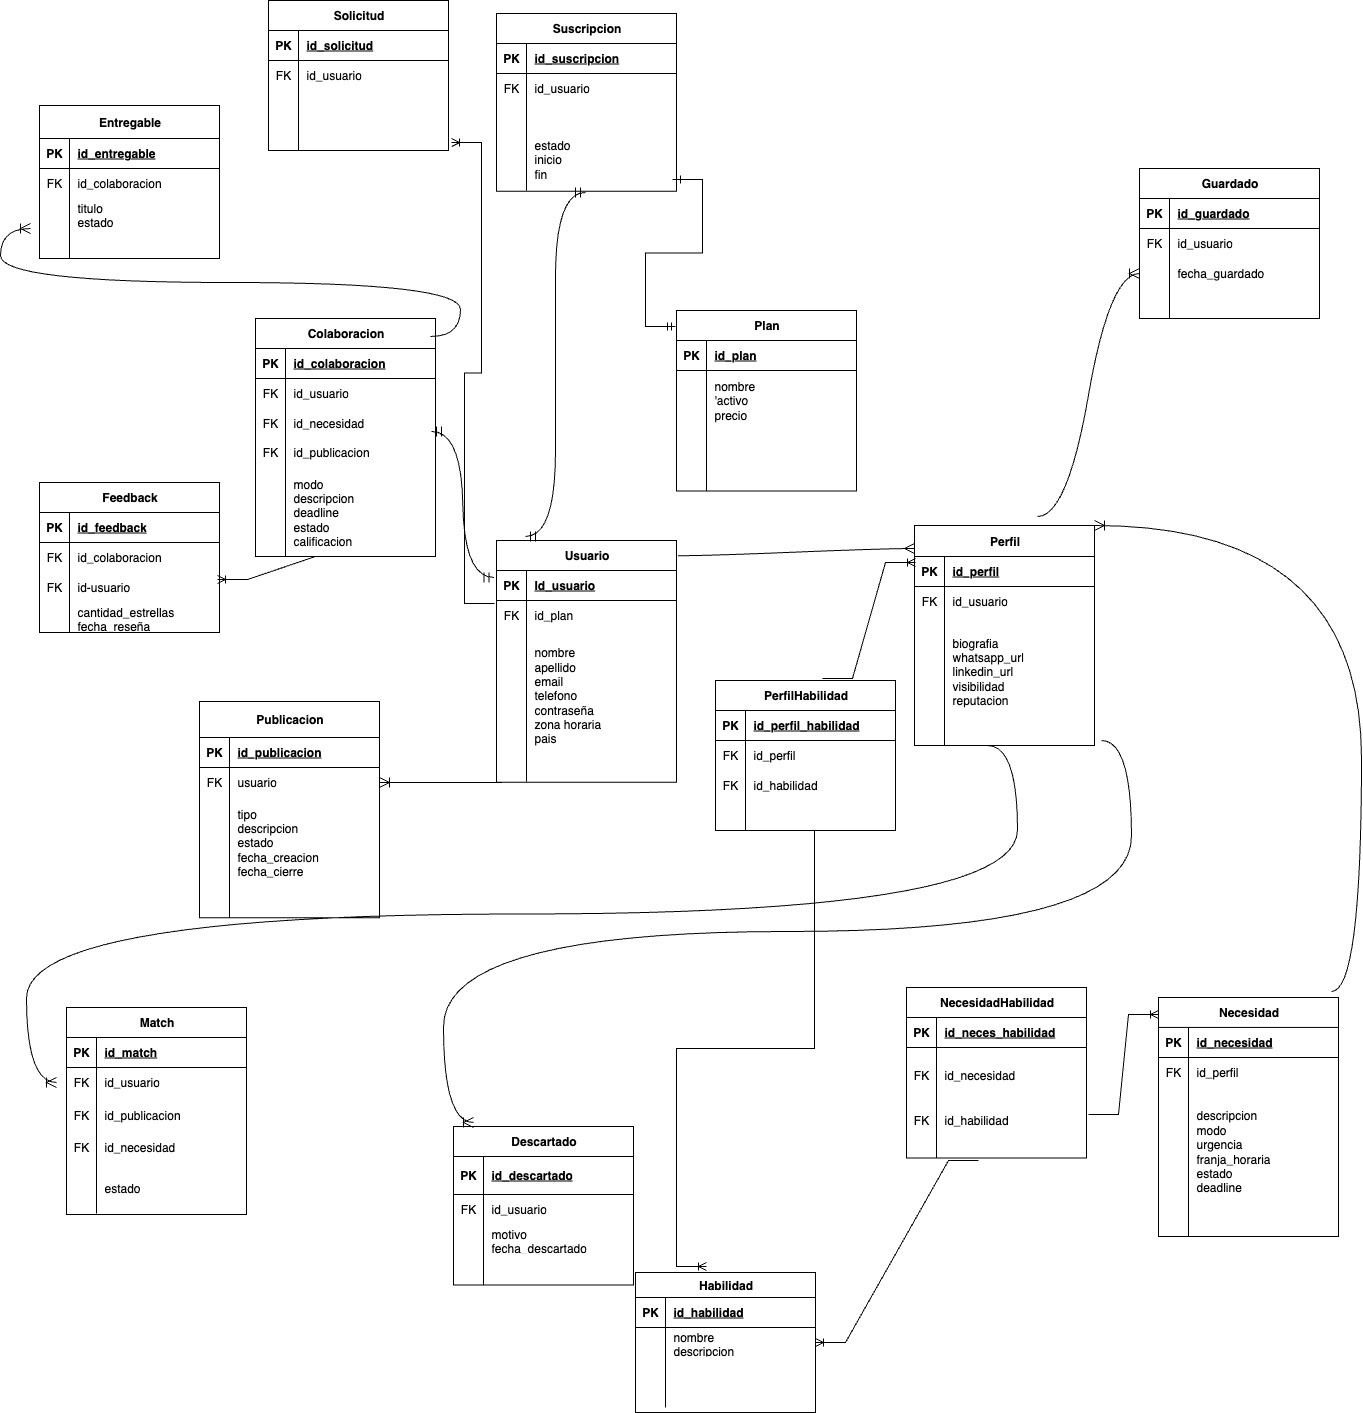 Solicitud
PK id_solicitud
FK id_usuario
Suscripcion
PK id_suscripcion
FK id_usuario
estado
inicio
fin
Entregable
PK id_entregable
FK id_colaboracion
titulo
estado
Guardado
PK id_guardado
FK id_usuario
fecha_guardado
Colaboracion
PK id_colaboracion
FK id_usuario
FK id_necesidad
FK id_publicacion
modo
descripcion
deadline
estado
calificacion
Plan
PK id_plan
nombre
'activo
precio
Feedback
PK id_feedback
FK id_colaboracion
FK id-usuario
cantidad_estrellas
fecha_reseña
Usuario
PK Id_usuario
FK id_plan
nombre
apellido
email
telefono
contraseña
zona horaria
pais
Perfil
PK id_perfil
FK id_usuario
biografia
whatsapp_url
linkedin_url
visibilidad
reputacion
PerfilHabilidad
PK id_perfil_habilidad
FK id_perfil
FK id_habilidad
Publicacion
PK id_publicacion
FK usuario
tipo
descripcion
estado
fecha_creacion
fecha_cierre
Match
PK id_match
FK id_usuario
FK id_publicacion
FK id_necesidad
estado
NecesidadHabilidad
PK id_neces_habilidad
FK id_necesidad
FK id_habilidad
Necesidad
PK id_necesidad
FK id_perfil
descripcion
modo
urgencia
franja_horaria
estado
deadline
Descartado
PK id_descartado
FK id_usuario
motivo
fecha_descartado
Habilidad
PK id_habilidad
nombre
descripcion